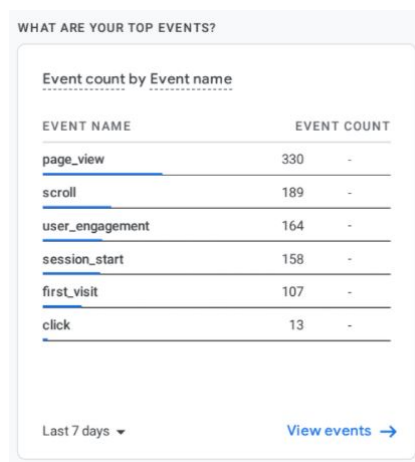 WHAT ARE YOUR TOP EVENTS?
Event count by Event name
EVENT NAME EVENT COUNT
page_view 330 -
scroll 189 -
user_engagement 164 -
session_start 158 -
first_visit 107 -
click 13 -
Last 7 days View events →